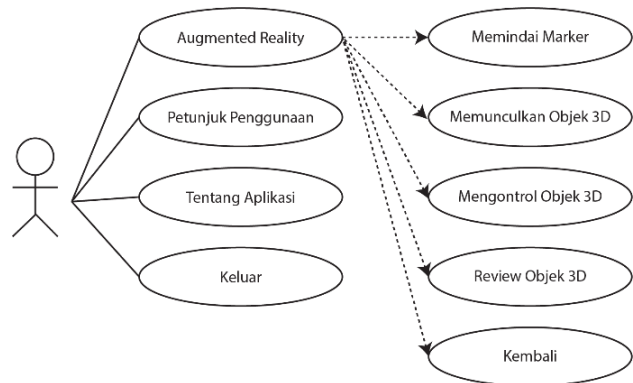 Augmented Reality
Memindai Marker
Petunjuk Penggunaan
Memunculkan Objek 3D
Tentang Aplikasi
Mengontrol Objek 3D
Keluar
Review Objek 3D
Kembali